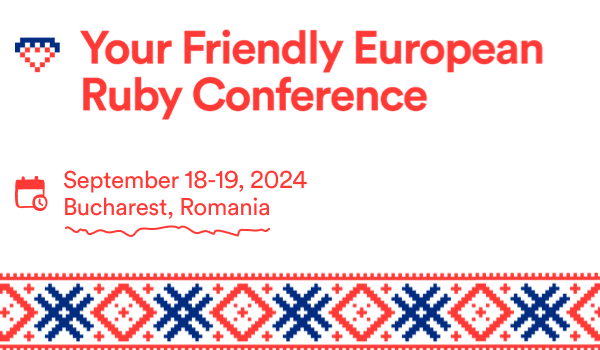 Your Friendly European
Ruby Conference
September 18-19, 2024
Bucharest, Romania